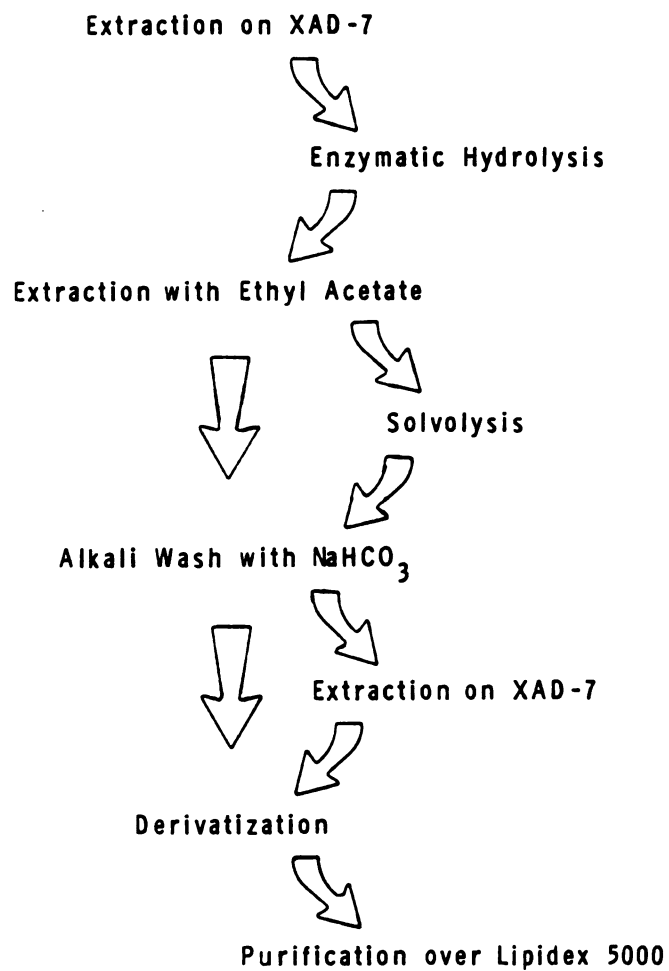 Extraction on XAD-7
Enzymatic Hydrolysis
Extraction with Ethyl Acetate
Solvolysis
Alkali Wash with NaHCO3
Extraction on XAD-7
Derivatization
Purification over Lipidex 5000